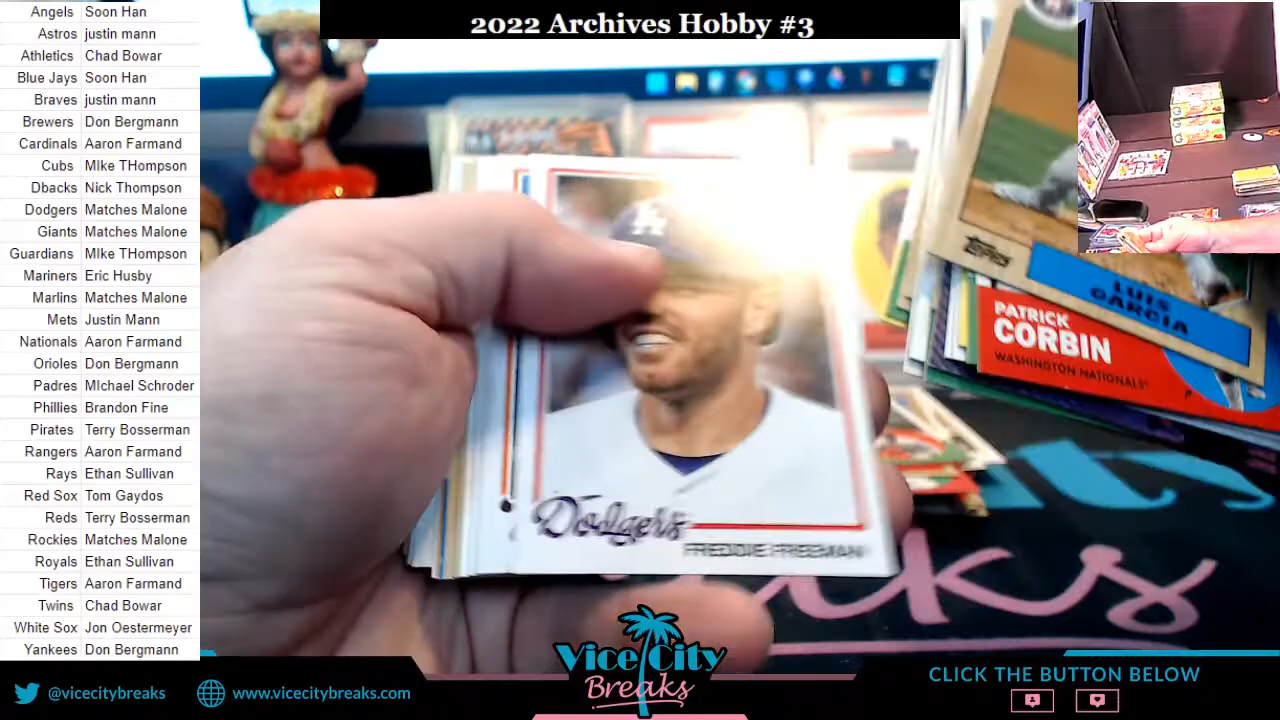 2022 Archives Hobby #3
Angels Soon Han
Astros justin mann
Athletics Chad Bowar
Blue Jays Soon Han
Braves justin mann
Brewers Don Bergmann
Cardinals Aaron Farmand
Cubs MIke THompson
Dbacks Nick Thompson
Dodgers Matches Malone
Giants Matches Malone
Guardians MIke THompson
Mariners Eric Husby
Marlins Matches Malone
Mets Justin Mann
Nationals Aaron Farmand
Orioles Don Bergmann
Padres MIchael Schroder
Phillies Brandon Fine
Pirates Terry Bosserman
Rangers Aaron Farmand
Rays Ethan Sullivan
Red Sox Tom Gaydos
Reds Terry Bosserman
Rockies Matches Malone
Royals Ethan Sullivan
Tigers Aaron Farmand
Twins Chad Bowar
White Sox Jon Oestermeyer
Yankees Don Bergmann
LA
Dodgers
FREDDIE FREEMAN
Topps
LUIS
GARCIA
PATRICK
CORBIN
WASHINGTON NATIONALS
@vicecitybreaks
www.vicecitybreaks.com
Vice City
Breaks
CLICK THE BUTTON BELOW